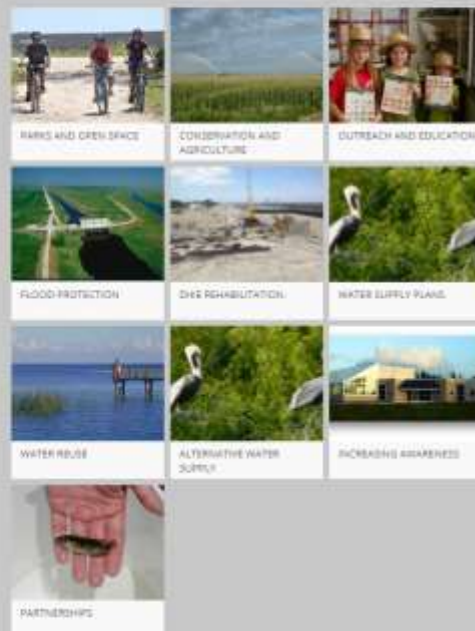 PARKS AND OPEN SPACE
CONSERVATION AND
AGRICULTURE
OUTREACH AND EDUCATION
FLOOD PROTECTION
DIKE REHABILITATION
WATER SUPPLY PLANS
WATER REUSE
ALTERNATIVE WATER
SUPPLY
INCREASING AWARENESS
PARTNERSHIPS